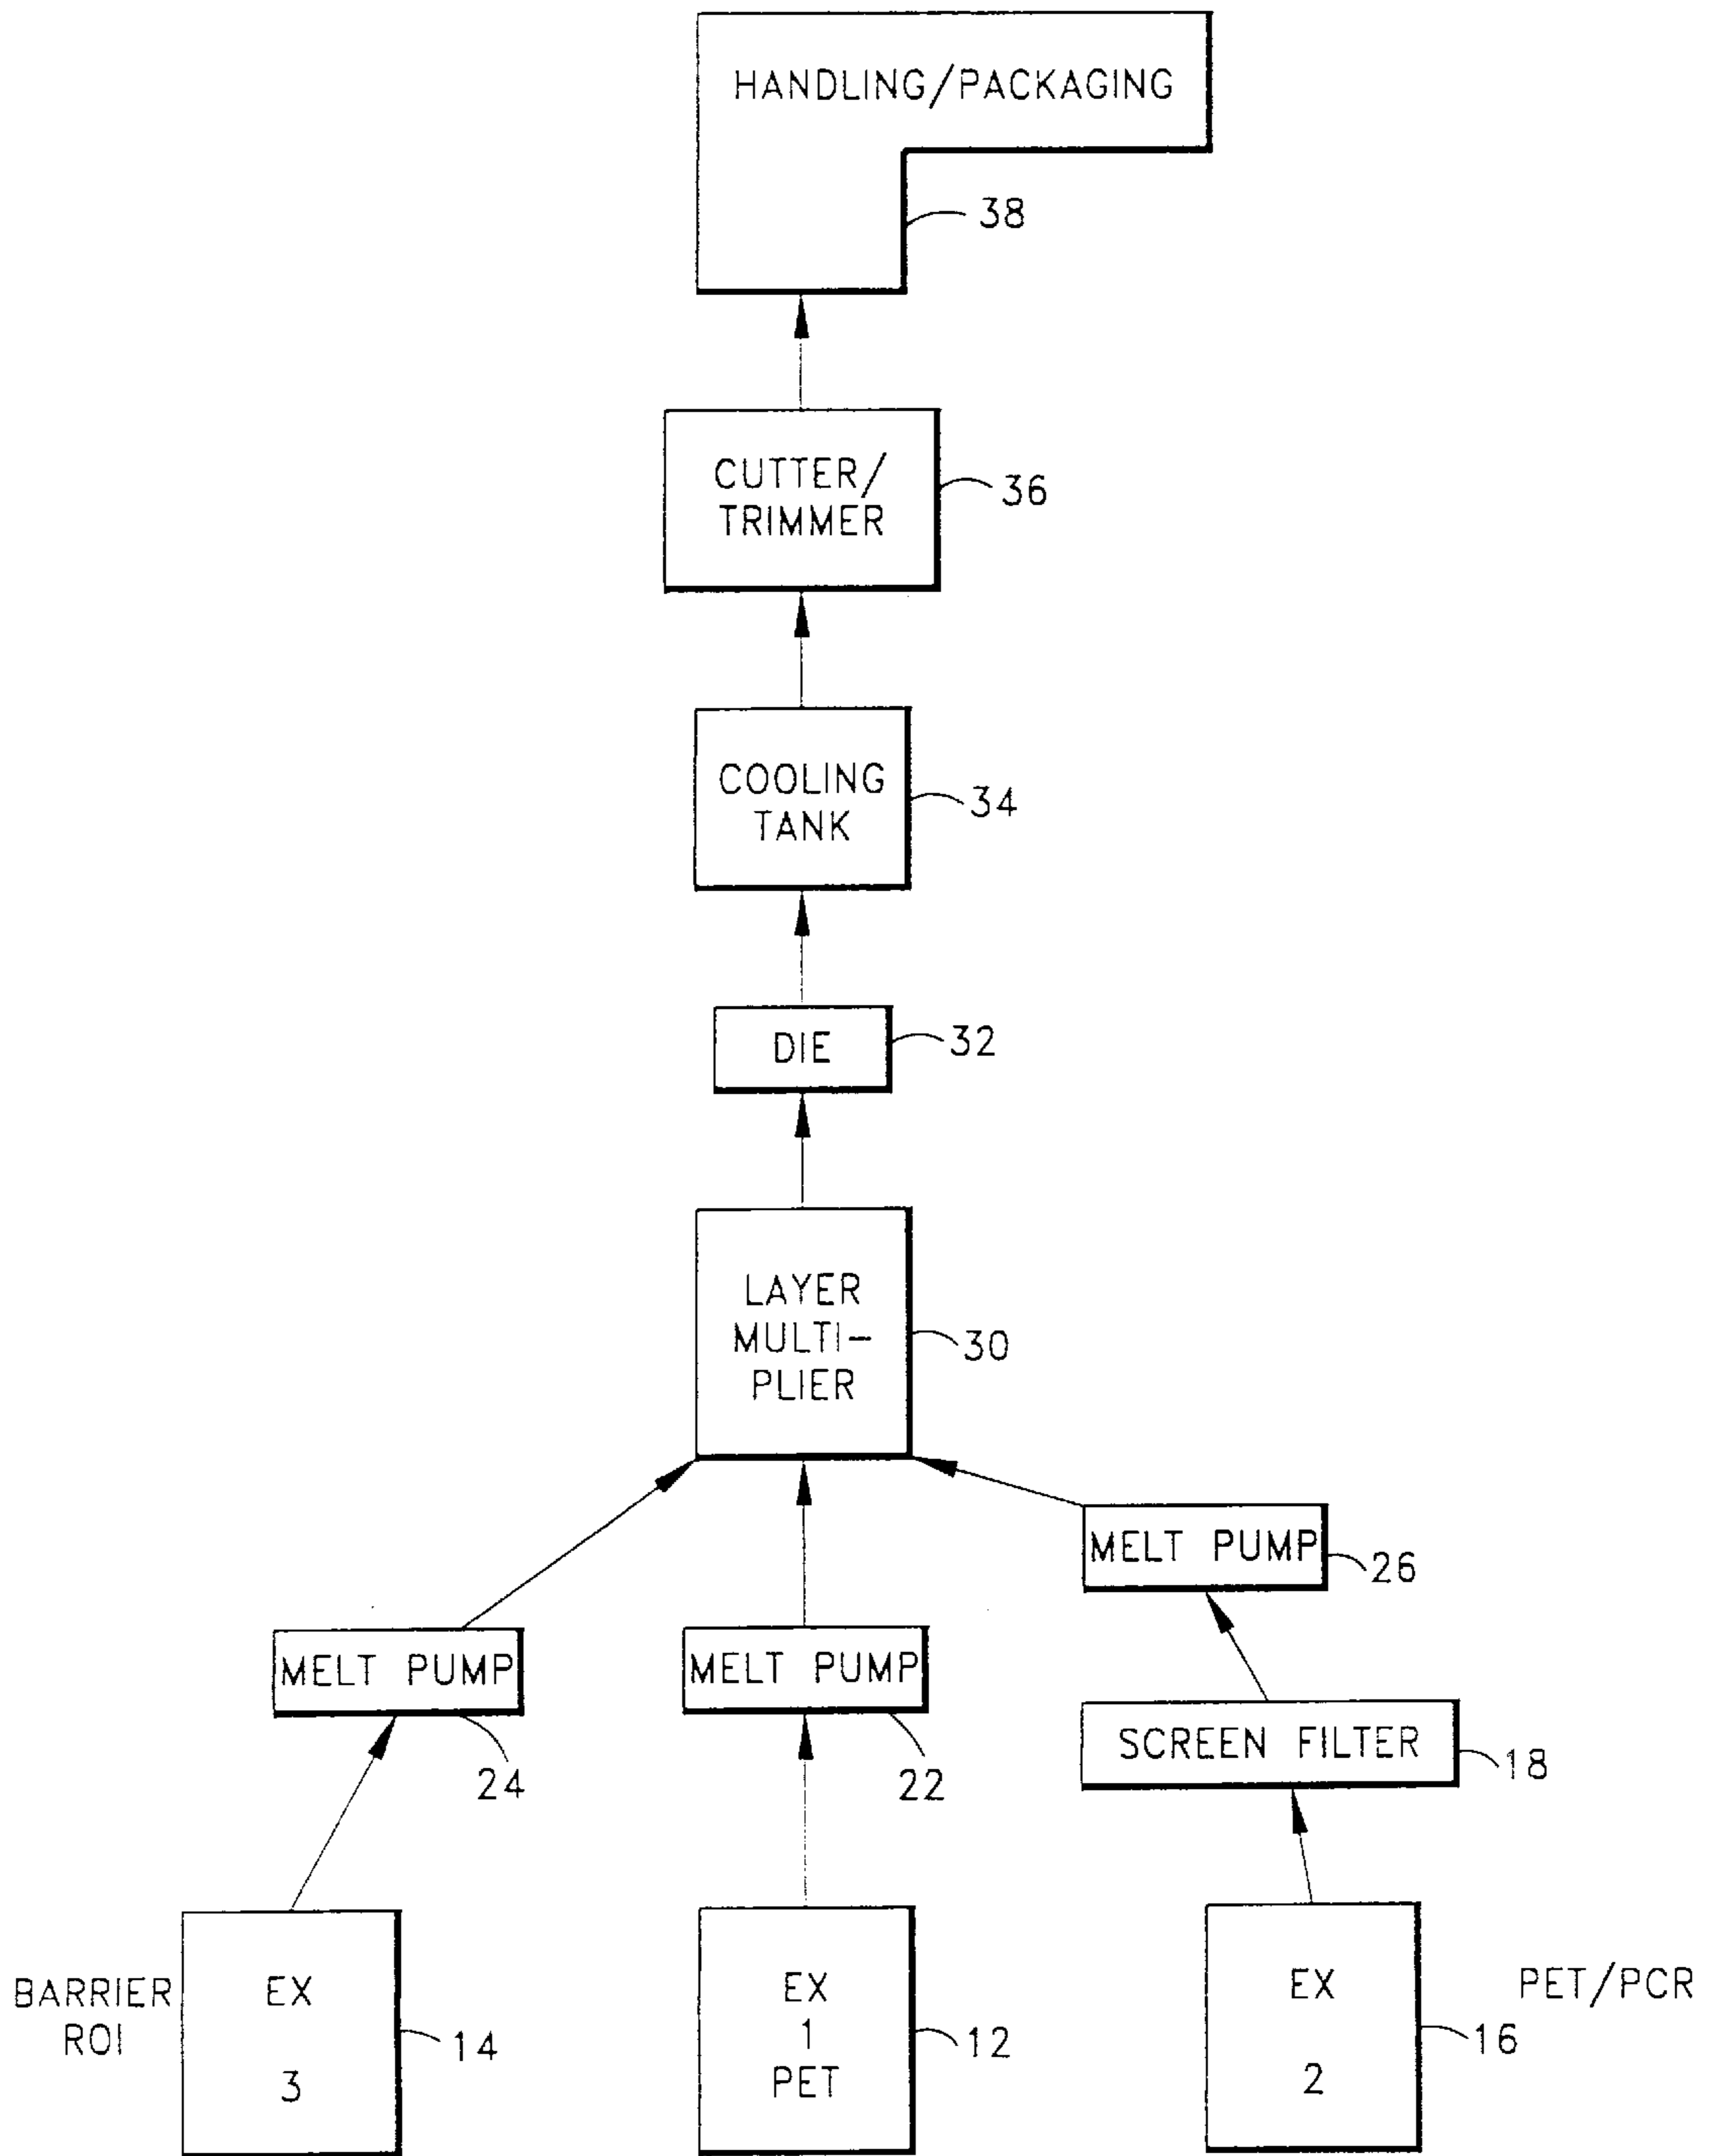 HANDLING/PACKAGING
38
CUTTER/
TRIMMER
36
COOLING
TANK
34
DIE
32
LAYER
MULTI-
PLIER
30
MELT PUMP
26
MELT PUMP
24
MELT PUMP
22
SCREEN FILTER
18
BARRIER
ROI
EX
3
14
EX
1
PET
12
EX
2
16
PET/PCR